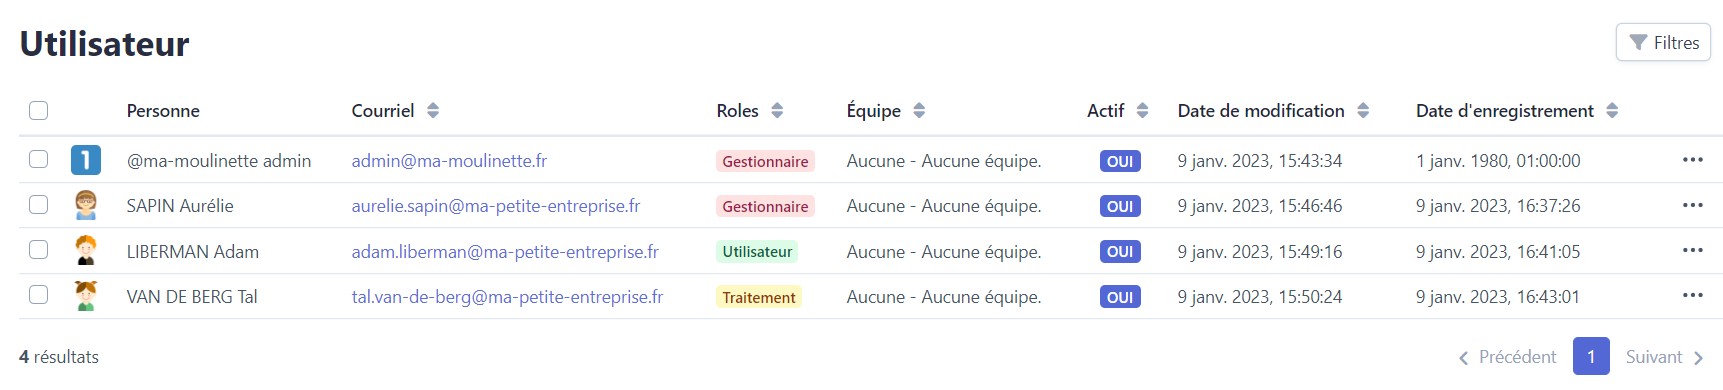 Utilisateur
Filtres
Personne Courriel Roles Équipe Actif Date de modification Date d'enregistrement
1 @ma-moulinette admin admin@ma-moulinette.fr Gestionnaire Aucune - Aucune équipe. OUI 9 janv. 2023, 15:43:34 1 janv. 1980, 01:00:00 •••
SAPIN Aurélie aurelie.sapin@ma-petite-entreprise.fr Gestionnaire Aucune - Aucune équipe. OUI 9 janv. 2023, 15:46:46 9 janv. 2023, 16:37:26 •••
LIBERMAN Adam adam.liberman@ma-petite-entreprise.fr Utilisateur Aucune - Aucune équipe. OUI 9 janv. 2023, 15:49:16 9 janv. 2023, 16:41:05 •••
VAN DE BERG Tal tal.van-de-berg@ma-petite-entreprise.fr Traitement Aucune - Aucune équipe. OUI 9 janv. 2023, 15:50:24 9 janv. 2023, 16:43:01 •••
4 résultats Précédent 1 Suivant